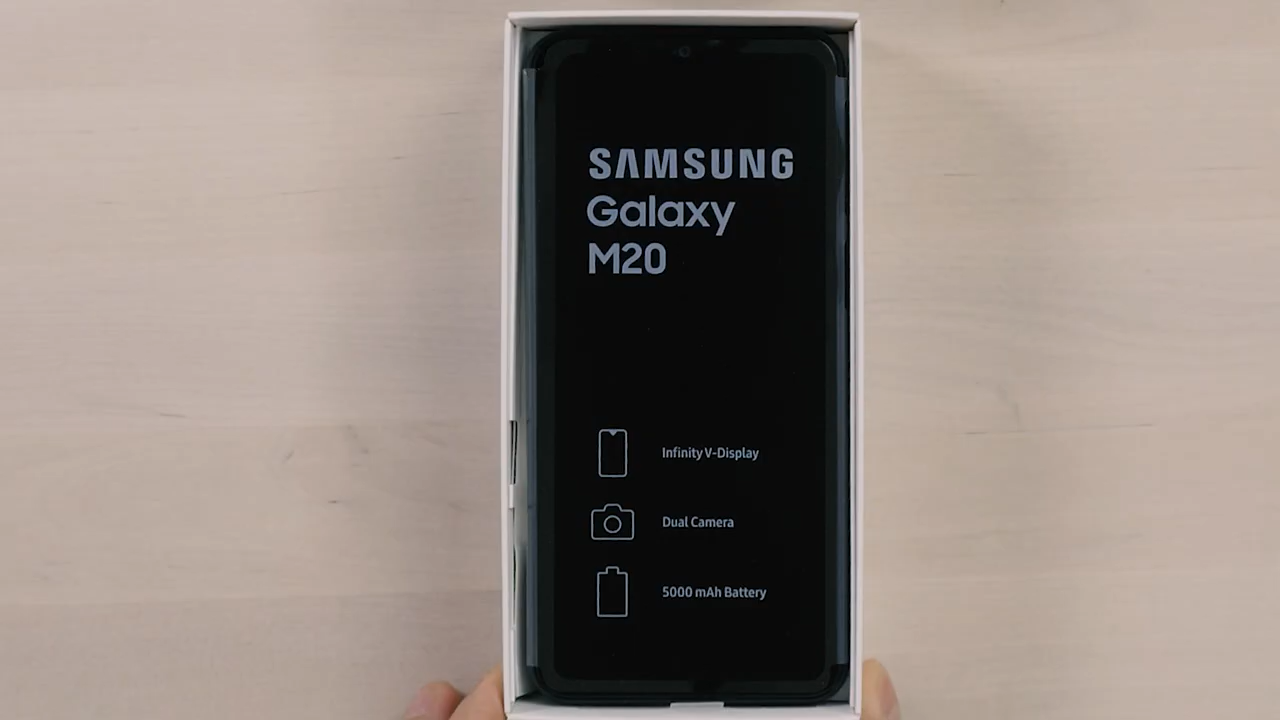 SAMSUNG
Galaxy
M20
Infinity V-Display
Dual Camera
5000 mAh Battery